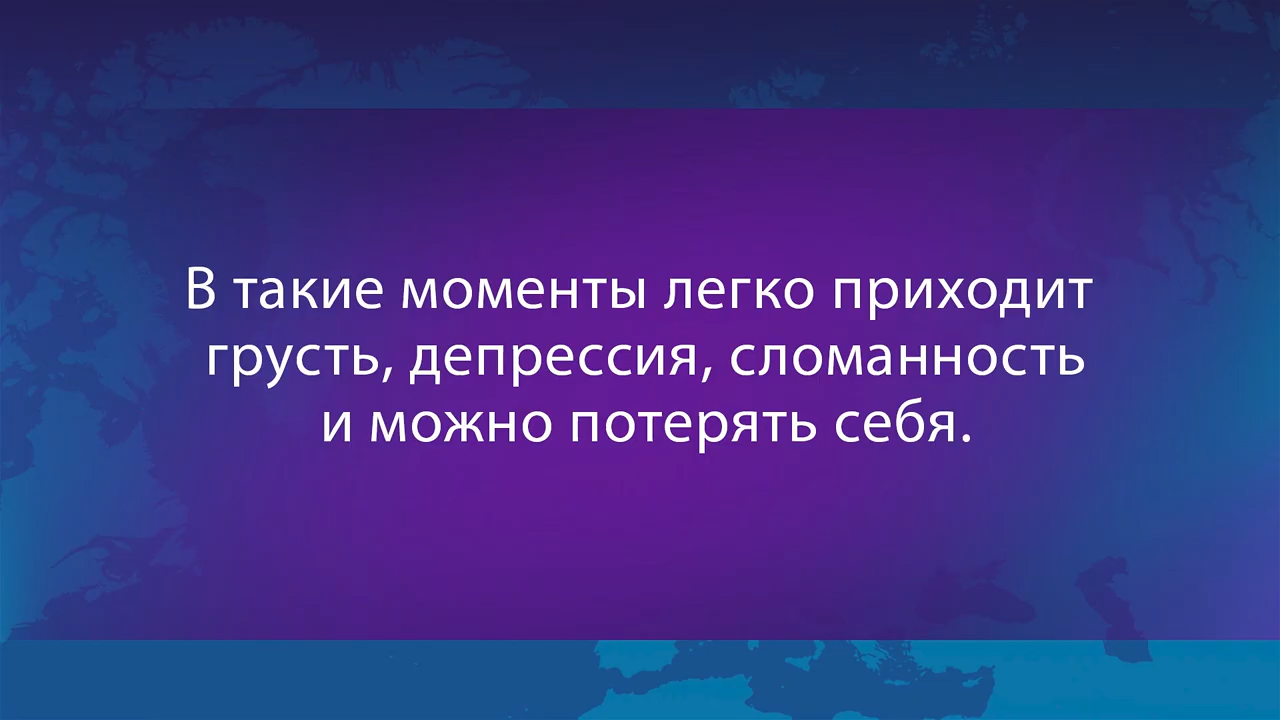 В такие моменты легко приходит
грусть, депрессия, сломанность
и можно потерять себя.